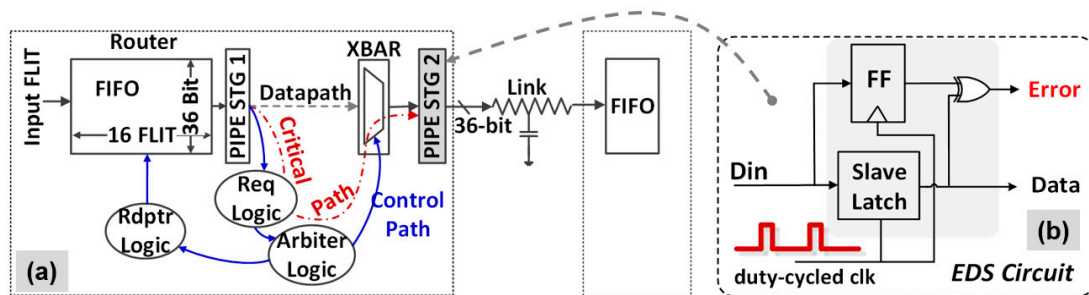 Input FLIT
Router
FIFO
36 Bit
16 FLIT
PIPE STG 1
Datapath
Critical
Path
XBAR
PIPE STG 2
36-bit
Link
FIFO
Req
Logic
Arbiter
Logic
Rdptr
Logic
Control
Path
(a)
FF
Error
Din
Slave
Latch
Data
duty-cycled clk
(b)
EDS Circuit